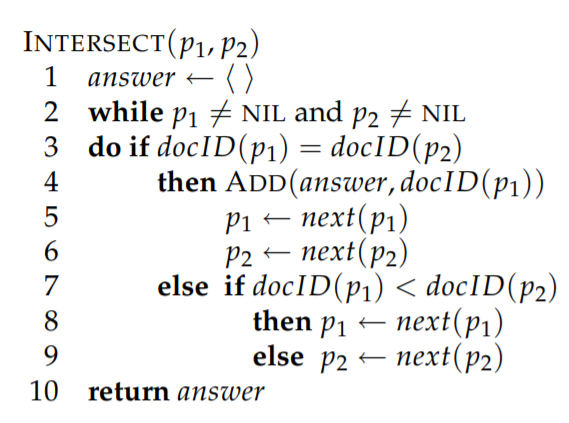 INTERSECT(p1, p2)
1 answer ← ⟨ ⟩
2 while p1 ≠ NIL and p2 ≠ NIL
3 do if docID(p1) = docID(p2)
4 then ADD(answer, docID(p1))
5 p1 ← next(p1)
6 p2 ← next(p2)
7 else if docID(p1) < docID(p2)
8 then p1 ← next(p1)
9 else p2 ← next(p2)
10 return answer